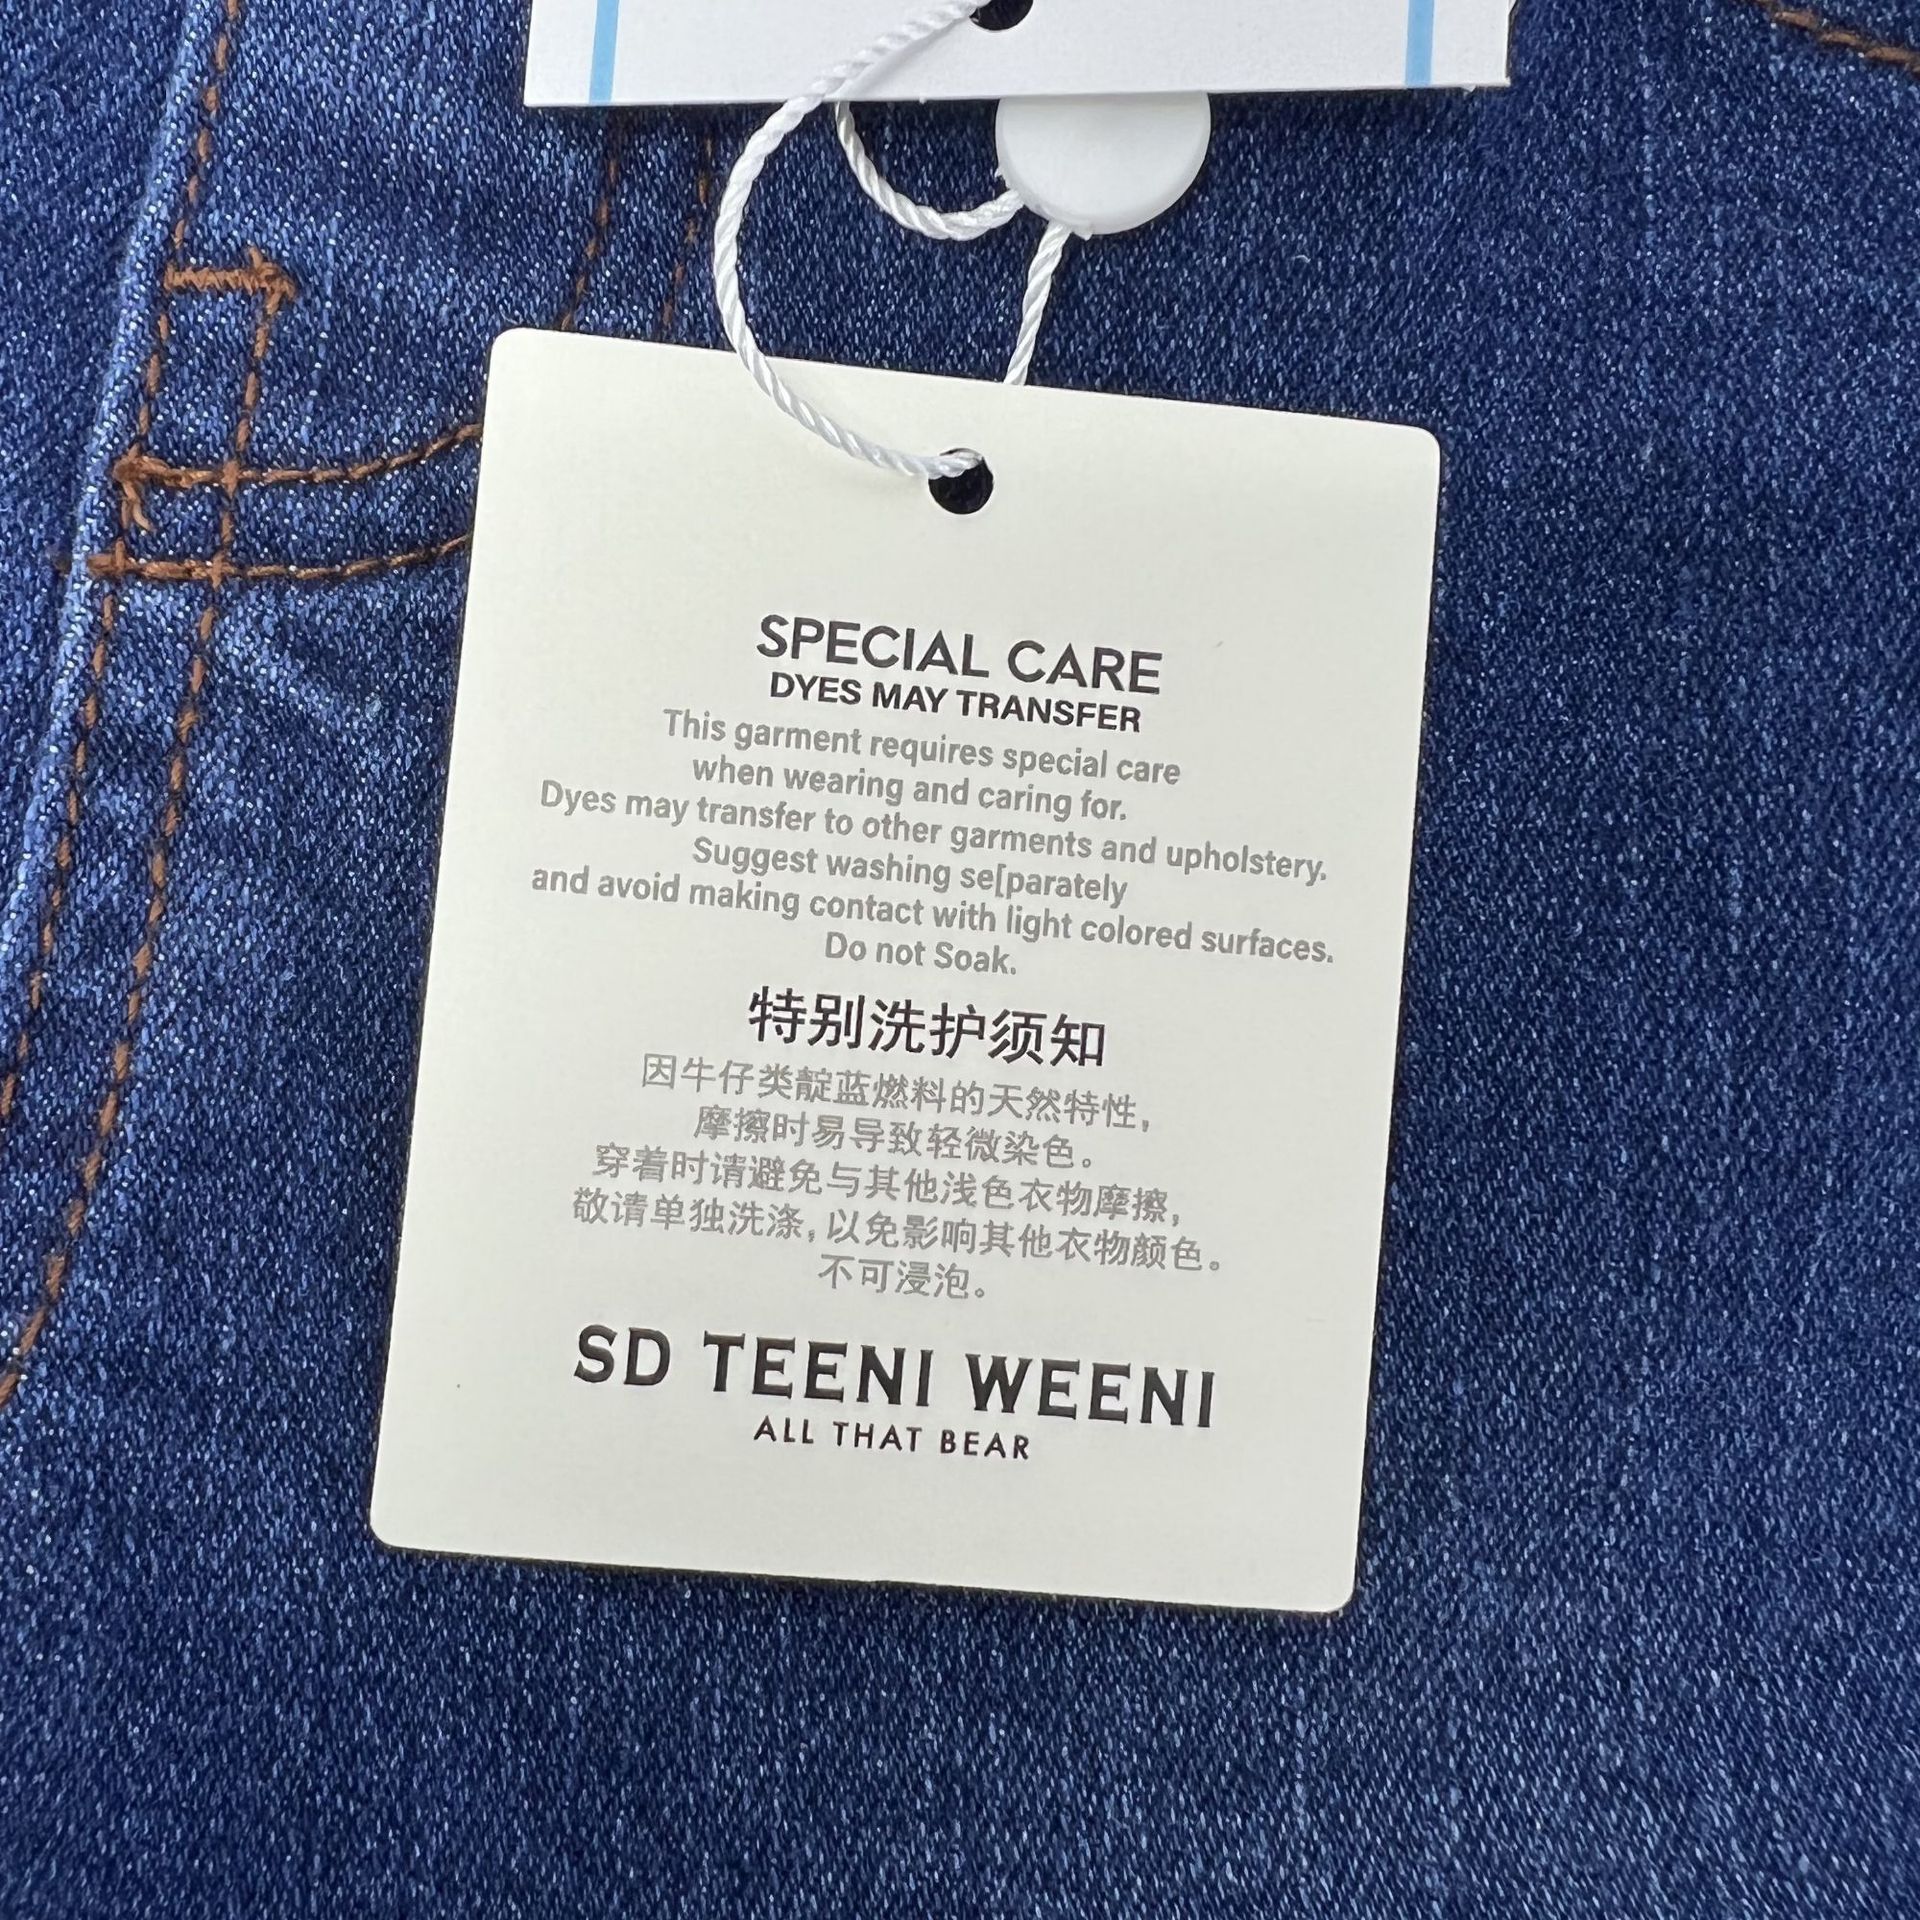 SPECIAL CARE
DYES MAY TRANSFER
This garment requires special care
when wearing and caring for.
Dyes may transfer to other garments and upholstery.
Suggest washing se[parately
and avoid making contact with light colored surfaces.
Do not Soak.
特别洗护须知
因牛仔类靛蓝燃料的天然特性，
摩擦时易导致轻微染色。
穿着时请避免与其他浅色衣物摩擦，
敬请单独洗涤，以免影响其他衣物颜色。
不可浸泡。
SD TEENI WEENI
ALL THAT BEAR